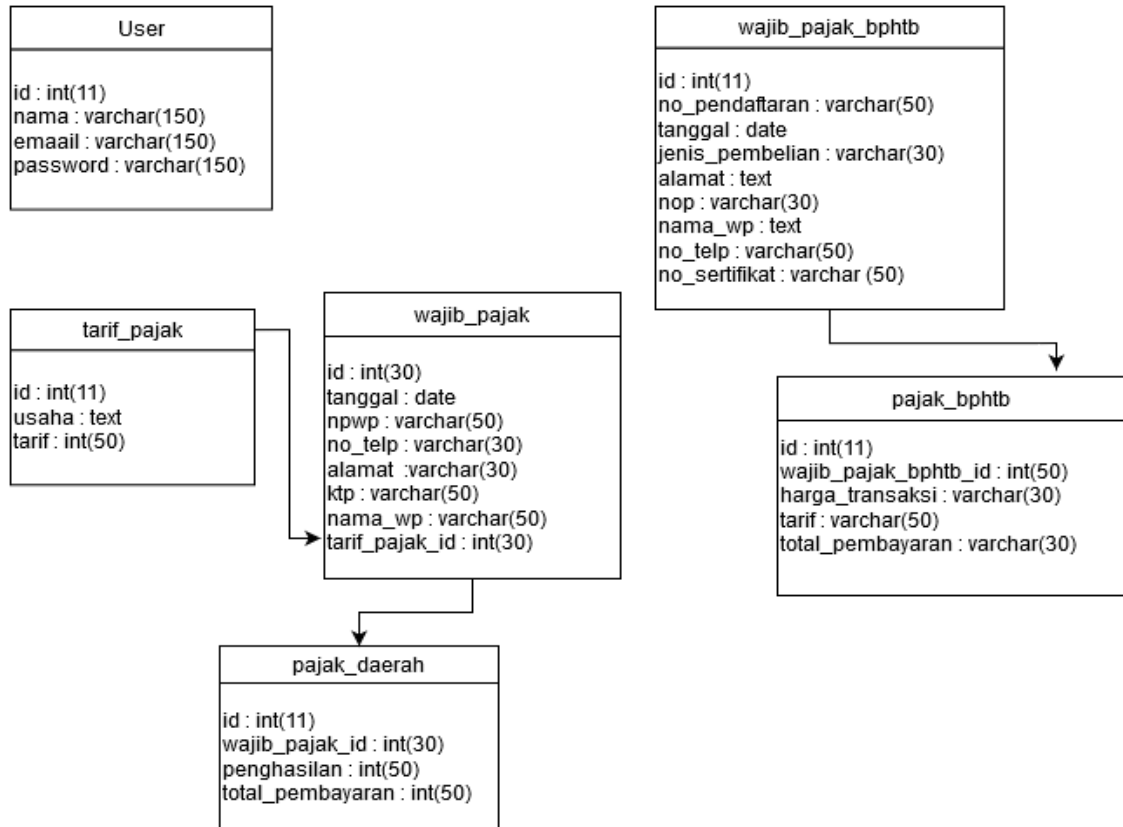 User
id : int(11)
nama : varchar(150)
emaail : varchar(150)
password : varchar(150)
wajib_pajak_bphtb
id : int(11)
no_pendaftaran : varchar(50)
tanggal : date
jenis_pembelian : varchar(30)
alamat : text
nop : varchar(30)
nama_wp : text
no_telp : varchar(50)
no_sertifikat : varchar (50)
tarif_pajak
id : int(11)
usaha : text
tarif : int(50)
wajib_pajak
id : int(30)
tanggal : date
npwp : varchar(50)
no_telp : varchar(30)
alamat :varchar(30)
ktp : varchar(50)
nama_wp : varchar(50)
tarif_pajak_id : int(30)
pajak_bphtb
id : int(11)
wajib_pajak_bphtb_id : int(50)
harga_transaksi : varchar(30)
tarif : varchar(50)
total_pembayaran : varchar(30)
pajak_daerah
id : int(11)
wajib_pajak_id : int(30)
penghasilan : int(50)
total_pembayaran : int(50)